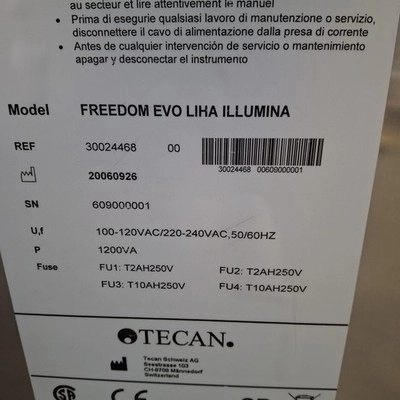 au secteur et lire attentivement le manuel
• Prima di esegurie qualsiasi lavoro di manutenzione o servizio,
disconnettere il cavo di alimentazione dalla presa di corrente
• Antes de cualquier intervención de servicio o mantenimiento
apagar y desconectar el instrumento
Model FREEDOM EVO LIHA ILLUMINA
REF 30024468 00
30024468 00609000001
20060926
SN 609000001
U,f 100-120VAC/220-240VAC,50/60HZ
P 1200VA
Fuse FU1: T2AH250V FU2: T2AH250V
FU3: T10AH250V FU4: T10AH250V
TECAN.
Tecan Schweiz AG
Seestrasse 103
CH-8708 Männedorf
Switzerland